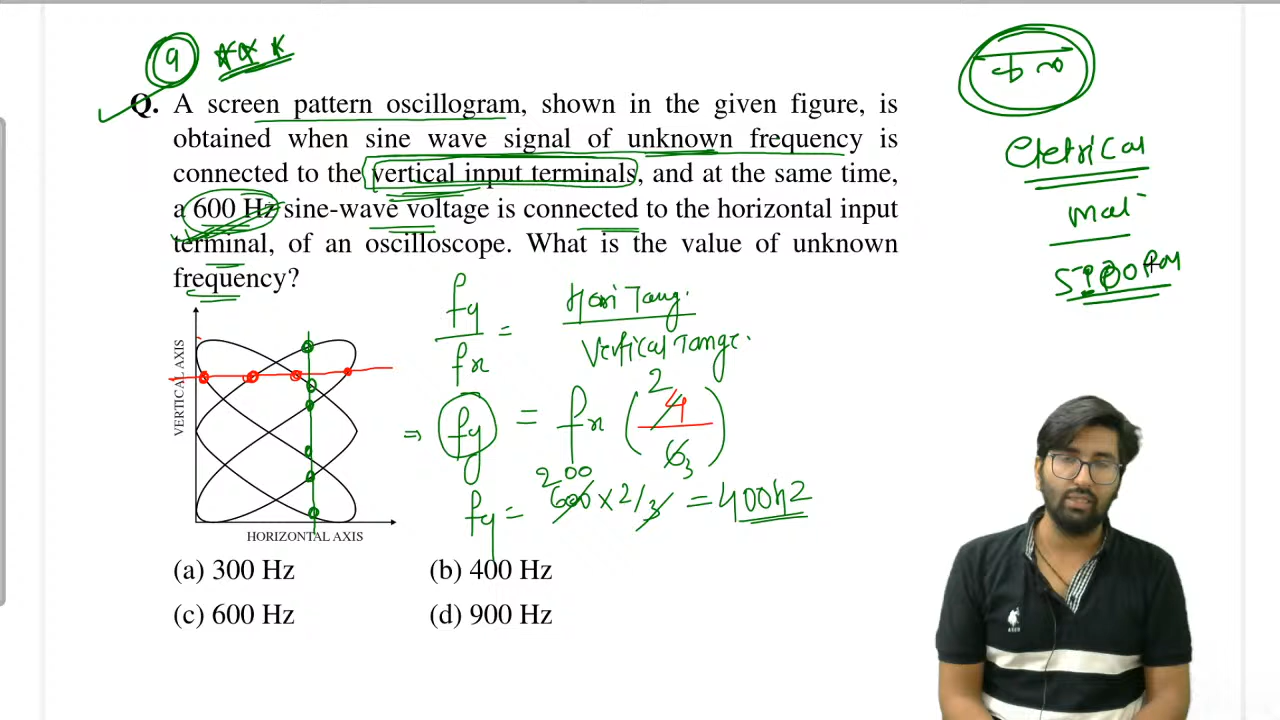 9 ***
Q. A screen pattern oscillogram, shown in the given figure, is
obtained when sine wave signal of unknown frequency is
connected to the vertical input terminals, and at the same time,
a 600 Hz sine-wave voltage is connected to the horizontal input
terminal, of an oscilloscope. What is the value of unknown
frequency?
Eletrical
fy / fx = Hori Tang. / Vertical Tange.
⇒ fy = fx (4/6) 2 3
fy = 600 × 2/3 = 400Hz
200
VERTICAL AXIS
HORIZONTAL AXIS
(a) 300 Hz
(b) 400 Hz
(c) 600 Hz
(d) 900 Hz